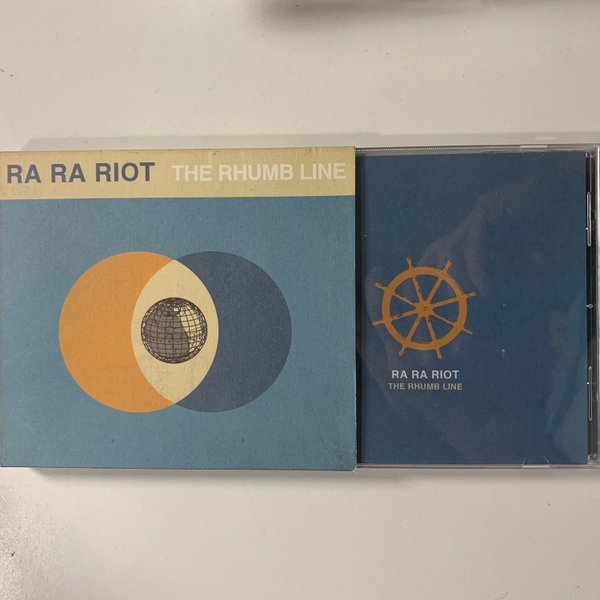 RA RA RIOT THE RHUMB LINE
RA RA RIOT
THE RHUMB LINE